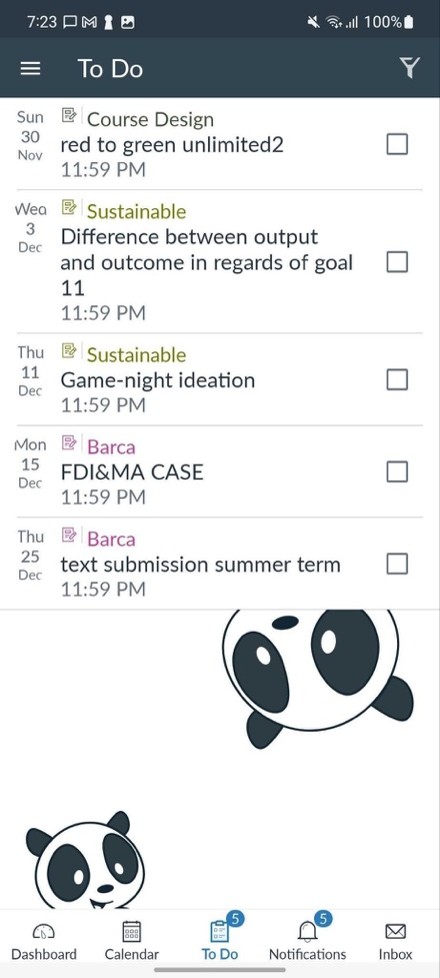 7:23
100%
To Do
Sun
30
Nov
Course Design
red to green unlimited2
11:59 PM
Wed
3
Dec
Sustainable
Difference between output
and outcome in regards of goal
11
11:59 PM
Thu
11
Dec
Sustainable
Game-night ideation
11:59 PM
Mon
15
Dec
Barca
FDI&MA CASE
11:59 PM
Thu
25
Dec
Barca
text submission summer term
11:59 PM
5
5
Dashboard
Calendar
To Do
Notifications
Inbox